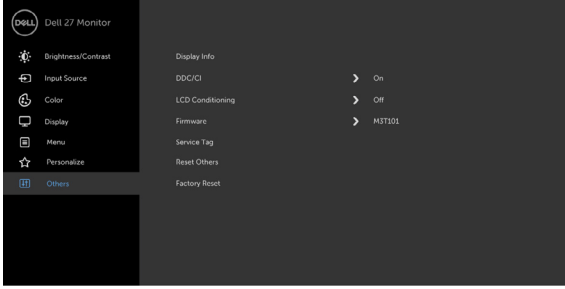 DELL Dell 27 Monitor
Brightness/Contrast Display Info
Input Source DDC/CI On
Color LCD Conditioning Off
Display Firmware M3T101
Menu Service Tag
Personalize Reset Others
Others Factory Reset